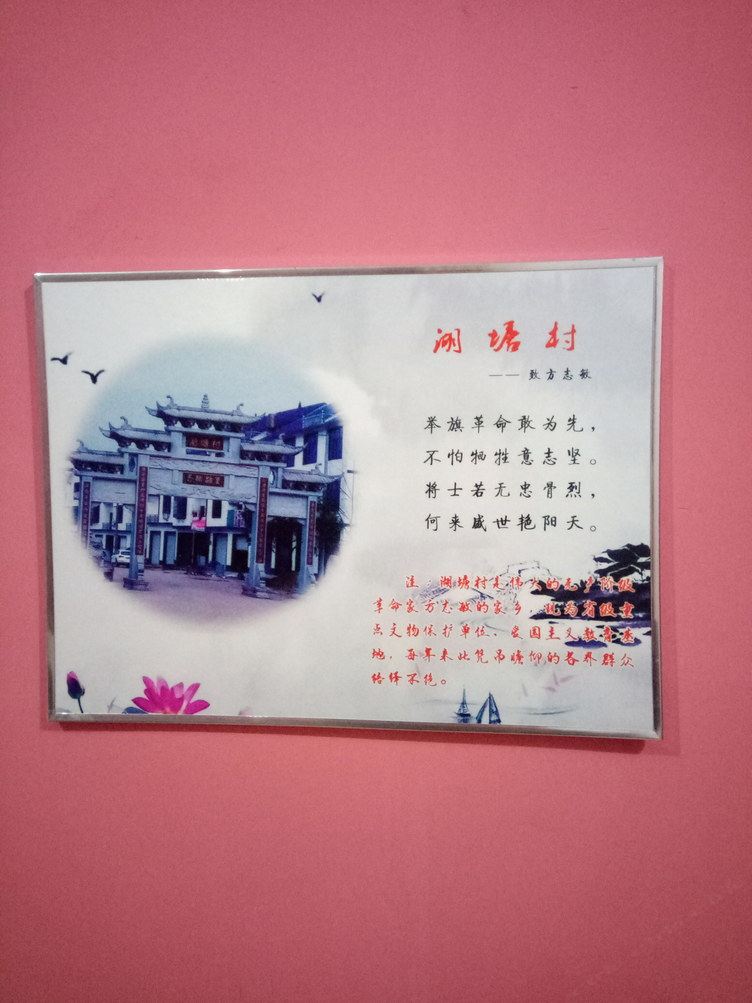 湖塘村
——致方志敏
举旗革命敢为先，
不怕牺牲意志坚。
将士若无忠骨烈，
何来盛世艳阳天。
注：湖塘村是伟大的无产阶级
革命家方志敏的家乡，现为省级重
点文物保护单位、爱国主义教育基
地，每年来此凭吊瞻仰的各界群众
络绎不绝。
湖塘村